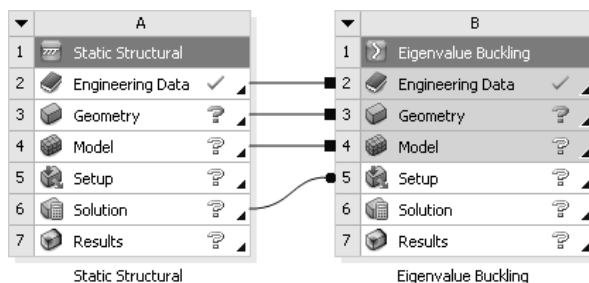 A
1 Static Structural
2 Engineering Data
3 Geometry ?
4 Model ?
5 Setup ?
6 Solution ?
7 Results ?
Static Structural
B
1 Eigenvalue Buckling
2 Engineering Data
3 Geometry ?
4 Model ?
5 Setup ?
6 Solution ?
7 Results ?
Eigenvalue Buckling